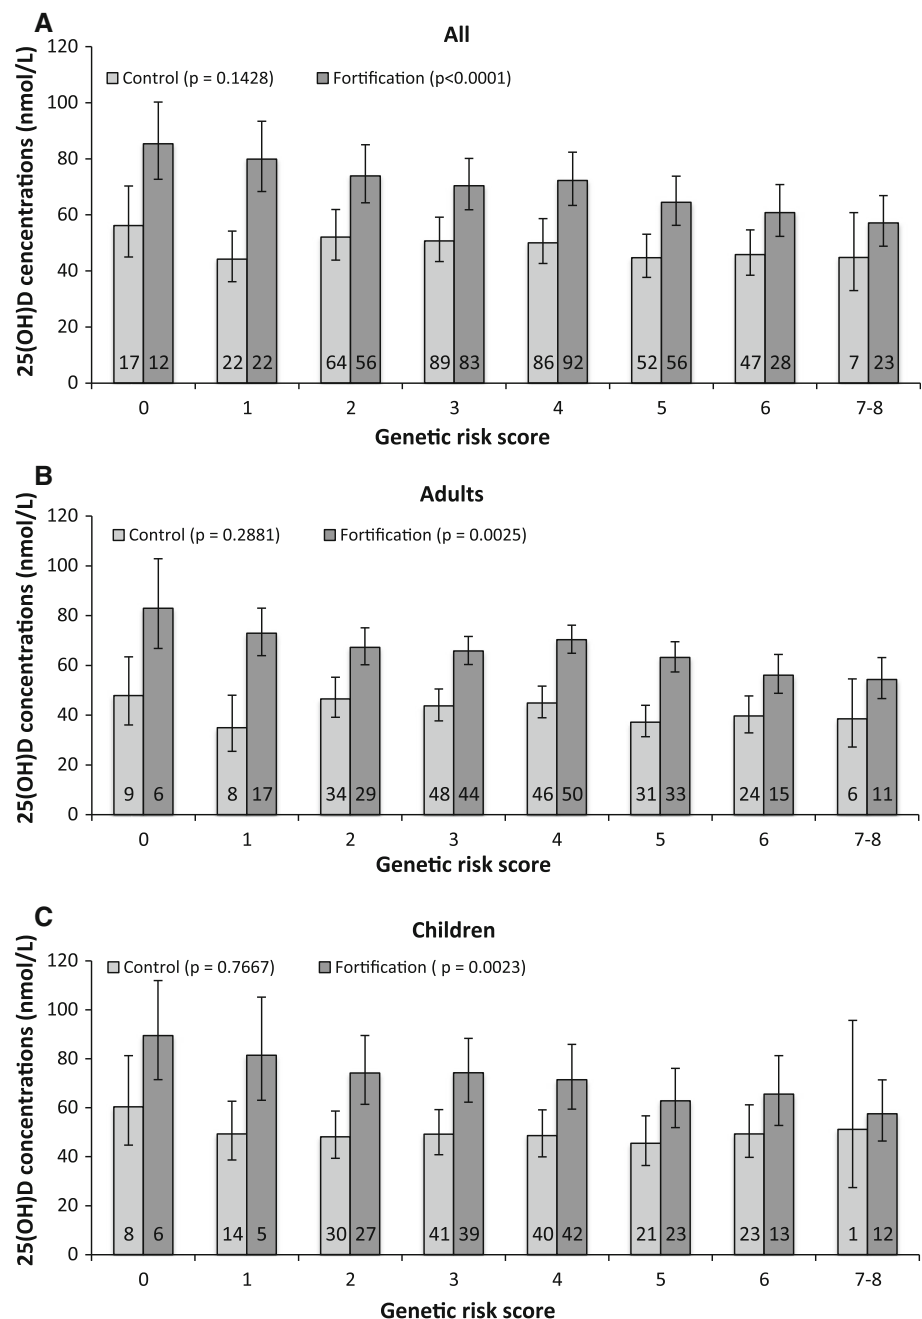 A
All
25(OH)D cencentrations (nmol/L)
Control (p = 0.1428) Fortification (p<0.0001)
120
100
80
60
40
20
0
17 12 22 22 64 56 89 83 86 92 52 56 47 28 7 23
0 1 2 3 4 5 6 7-8
Genetic risk score
B
Adults
25(OH)D concentrations (nmol/L)
Control (p = 0.2881) Fortification (p = 0.0025)
120
100
80
60
40
20
0
9 6 8 17 34 29 48 44 46 50 31 33 24 15 6 11
0 1 2 3 4 5 6 7-8
Genetic risk score
C
Children
25(OH)D concentrations (nmol/L)
Control (p = 0.7667) Fortification ( p = 0.0023)
120
100
80
60
40
20
0
8 6 14 5 30 27 41 39 40 42 21 23 23 13 1 12
0 1 2 3 4 5 6 7-8
Genetic risk score